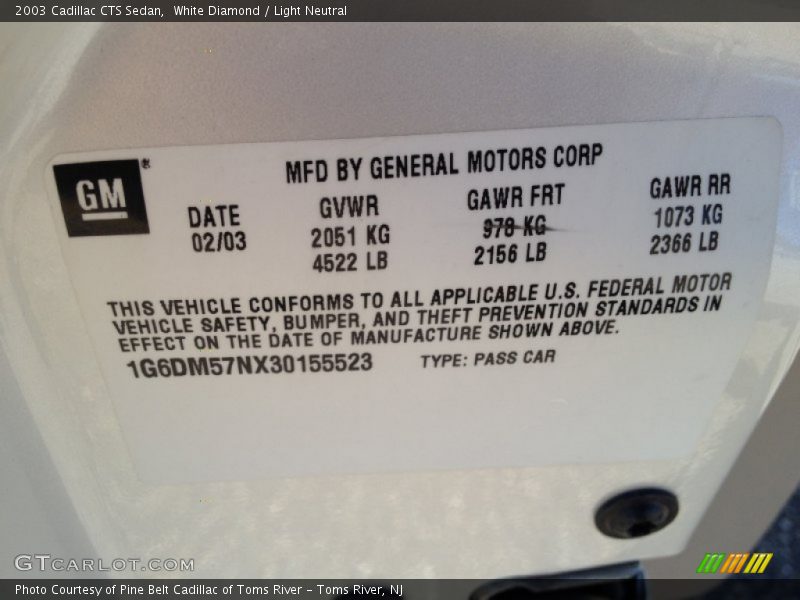 2003 Cadillac CTS Sedan, White Diamond / Light Neutral
GM®
MFD BY GENERAL MOTORS CORP
DATE GVWR GAWR FRT GAWR RR
02/03 2051 KG 978 KG 1073 KG
4522 LB 2156 LB 2366 LB
THIS VEHICLE CONFORMS TO ALL APPLICABLE U.S. FEDERAL MOTOR
VEHICLE SAFETY, BUMPER, AND THEFT PREVENTION STANDARDS IN
EFFECT ON THE DATE OF MANUFACTURE SHOWN ABOVE.
1G6DM57NX30155523 TYPE: PASS CAR
GTCARLOT.COM
Photo Courtesy of Pine Belt Cadillac of Toms River – Toms River, NJ